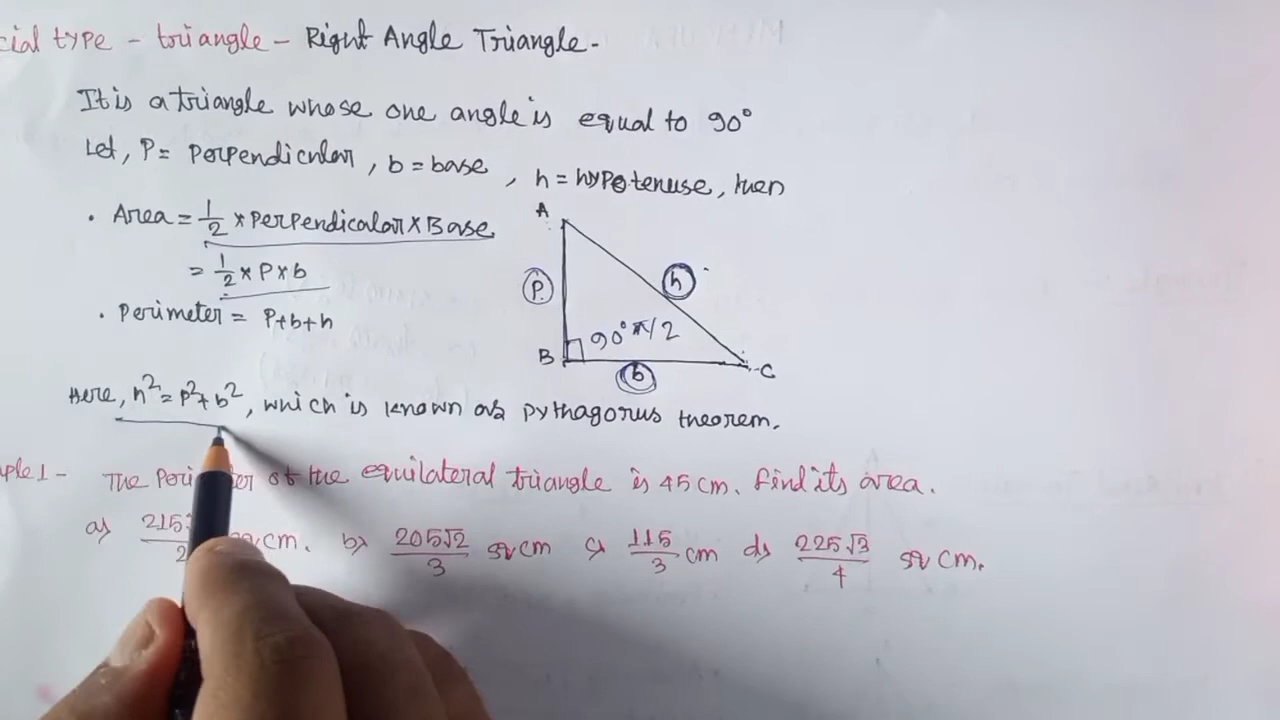 cial type - triangle - Right Angle Triangle -
It is a triangle whose one angle is equal to 90°
Let, P = Perpendicular, b = base, h = hypotenuse, then
. Area = 1/2 × Perpendicular × Base
= 1/2 × P × b
. Perimeter = P+b+h
A
P
h
90° π/2
B
b
C
Here, h² = p² + b², which is known as pythagorus theorem.
ple 1 - The Peri ter of the equilateral triangle is 45 cm. Find its area.
a) 215 / 2 cm. b) 205√2/3 sq cm c) 115/3 cm d) 225√3/4 sq cm.